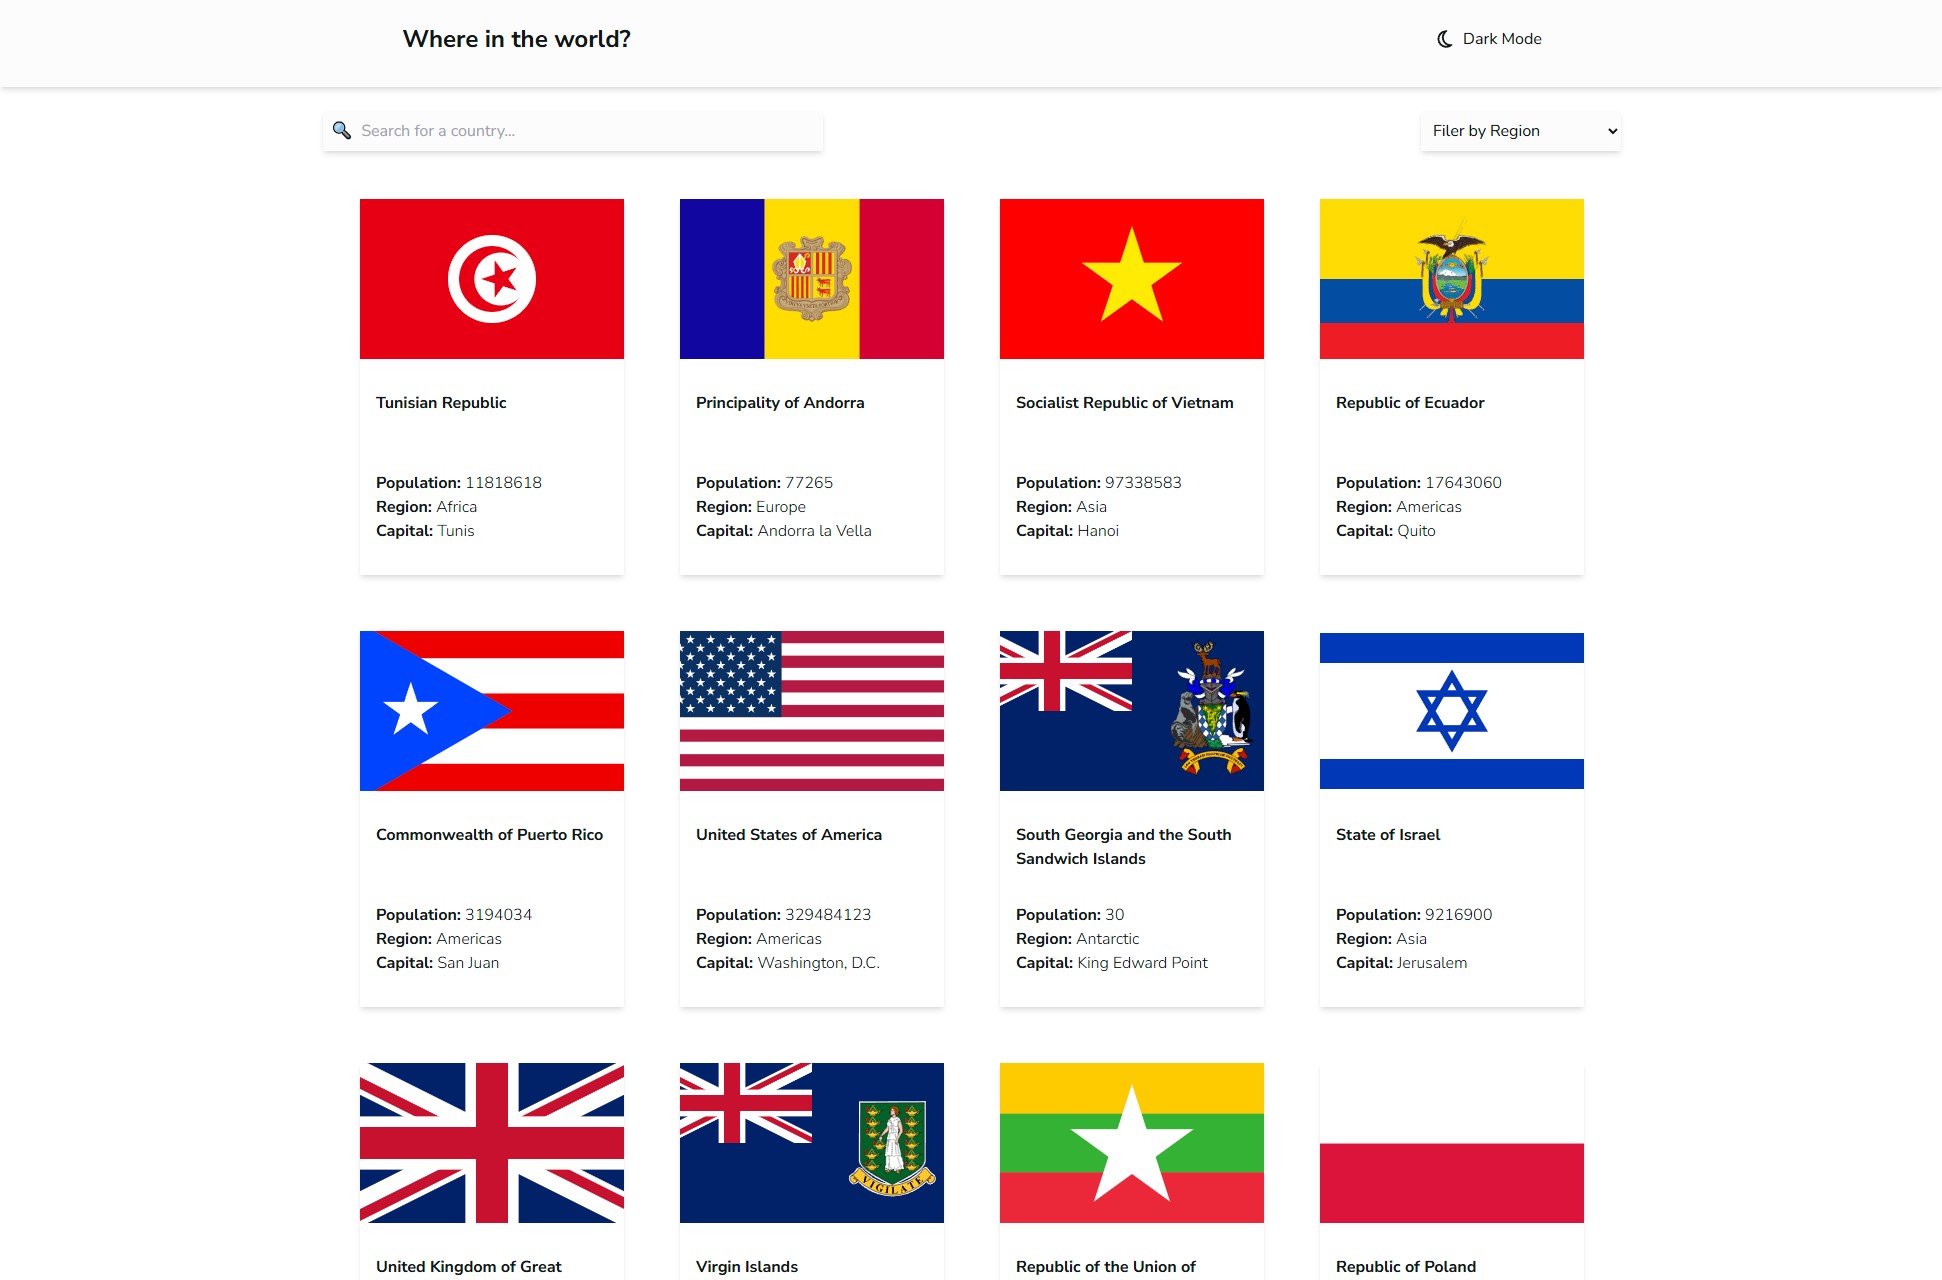 Where in the world?
Dark Mode
Search for a country...
Filer by Region
Tunisian Republic
Population: 11818618
Region: Africa
Capital: Tunis
Principality of Andorra
Population: 77265
Region: Europe
Capital: Andorra la Vella
Socialist Republic of Vietnam
Population: 97338583
Region: Asia
Capital: Hanoi
Republic of Ecuador
Population: 17643060
Region: Americas
Capital: Quito
Commonwealth of Puerto Rico
Population: 3194034
Region: Americas
Capital: San Juan
United States of America
Population: 329484123
Region: Americas
Capital: Washington, D.C.
South Georgia and the South
Sandwich Islands
Population: 30
Region: Antarctic
Capital: King Edward Point
State of Israel
Population: 9216900
Region: Asia
Capital: Jerusalem
United Kingdom of Great
VIGILATE
Virgin Islands
Republic of the Union of
Republic of Poland